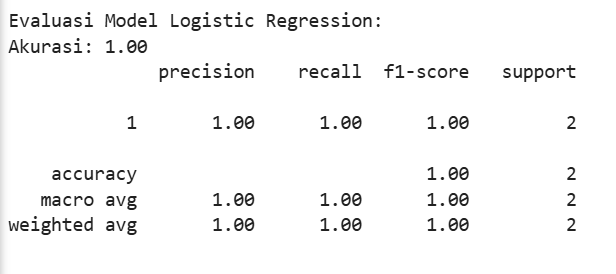 Evaluasi Model Logistic Regression:
Akurasi: 1.00
precision recall f1-score support
1 1.00 1.00 1.00 2
accuracy 1.00 2
macro avg 1.00 1.00 1.00 2
weighted avg 1.00 1.00 1.00 2